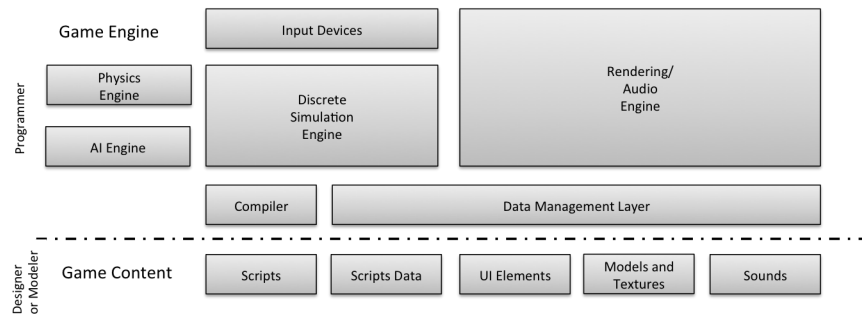 Game Engine
Input Devices
Rendering/
Audio
Engine
Programmer
Physics
Engine
Discrete
Simulation
Engine
AI Engine
Compiler
Data Management Layer
Designer
or Modeler
Game Content
Scripts
Scripts Data
UI Elements
Models and
Textures
Sounds